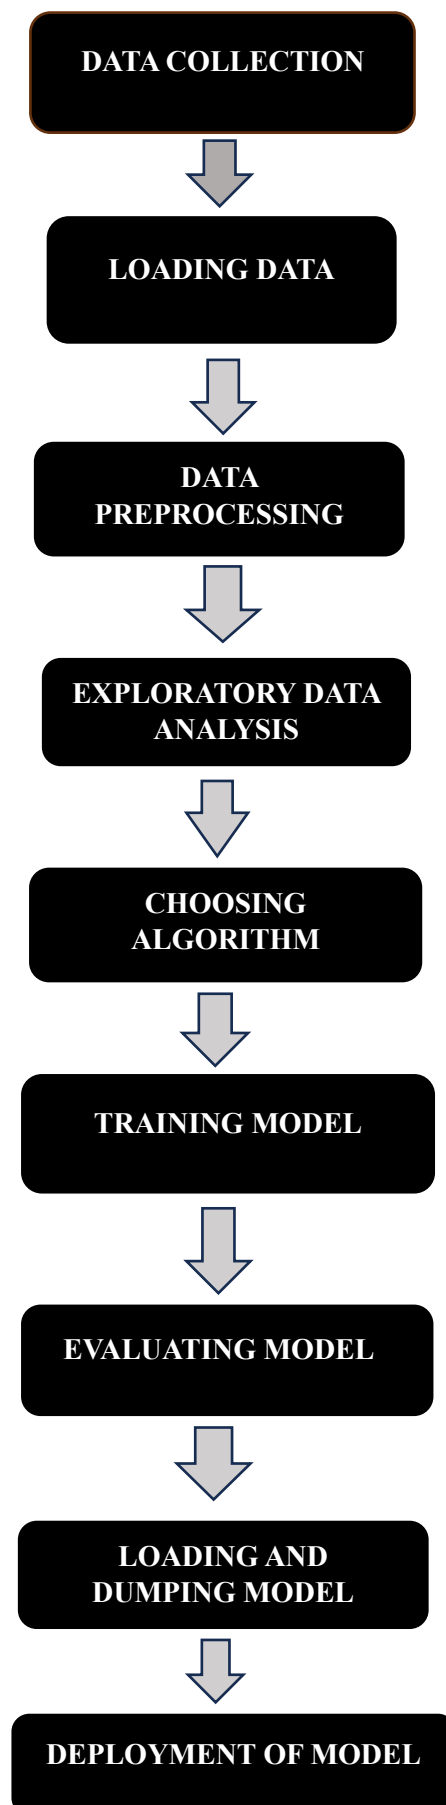 DATA COLLECTION
LOADING DATA
DATA
PREPROCESSING
EXPLORATORY DATA
ANALYSIS
CHOOSING
ALGORITHM
TRAINING MODEL
EVALUATING MODEL
LOADING AND
DUMPING MODEL
DEPLOYMENT OF MODEL